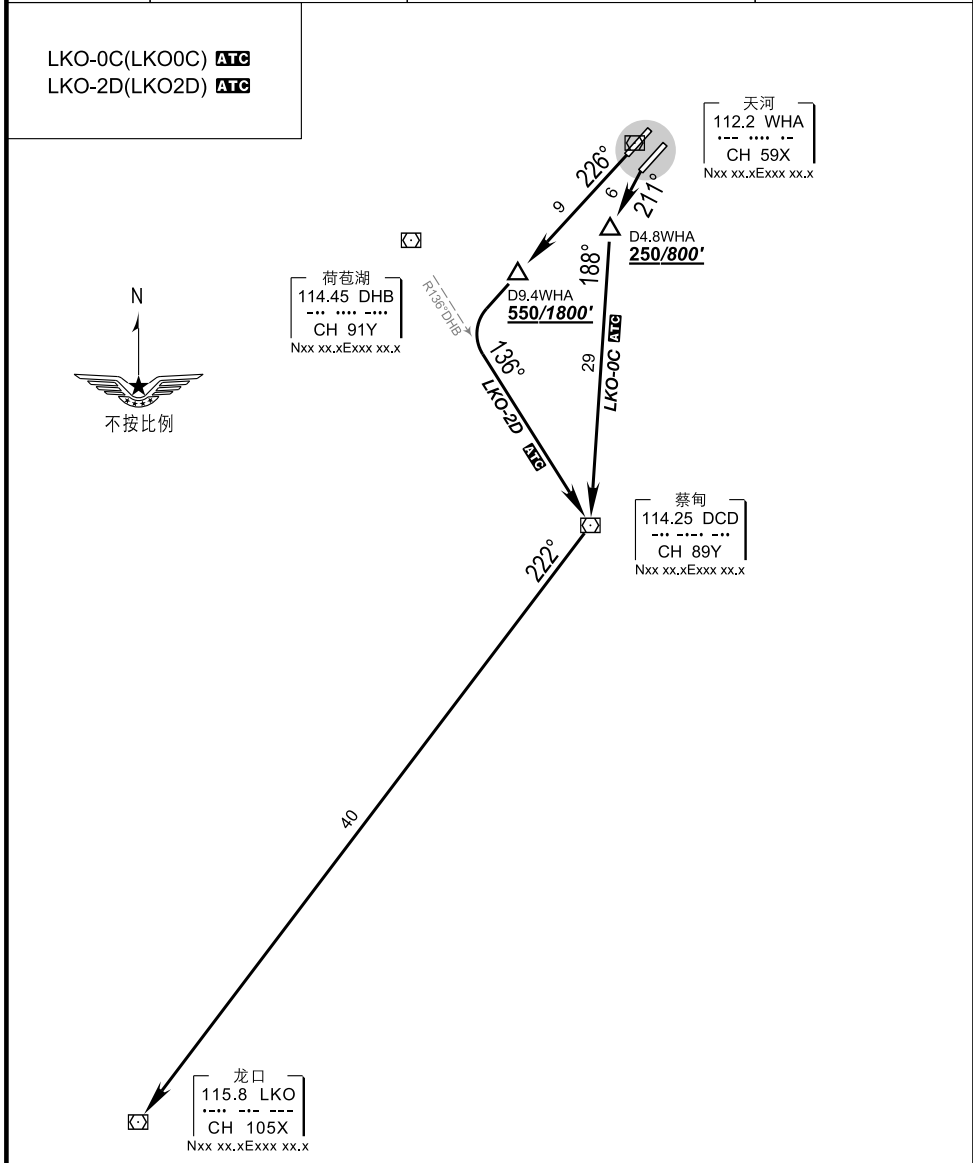 LKO-0C(LKO0C) ATC
LKO-2D(LKO2D) ATC
天河
112.2 WHA
·-- ···· ·-
CH 59X
Nxx xx.xExxx xx.x
226°
9
6
211°
D4.8WHA
250/800'
188°
荷苞湖
114.45 DHB
-·· ···· -···
CH 91Y
Nxx xx.xExxx xx.x
R136°DHB
D9.4WHA
550/1800'
N
不按比例
136°
LKO-2D ATC
29
LKO-0C ATC
蔡甸
114.25 DCD
-·· -·-· -··
CH 89Y
Nxx xx.xExxx xx.x
222°
40
龙口
115.8 LKO
·-·· -·- ---
CH 105X
Nxx xx.xExxx xx.x